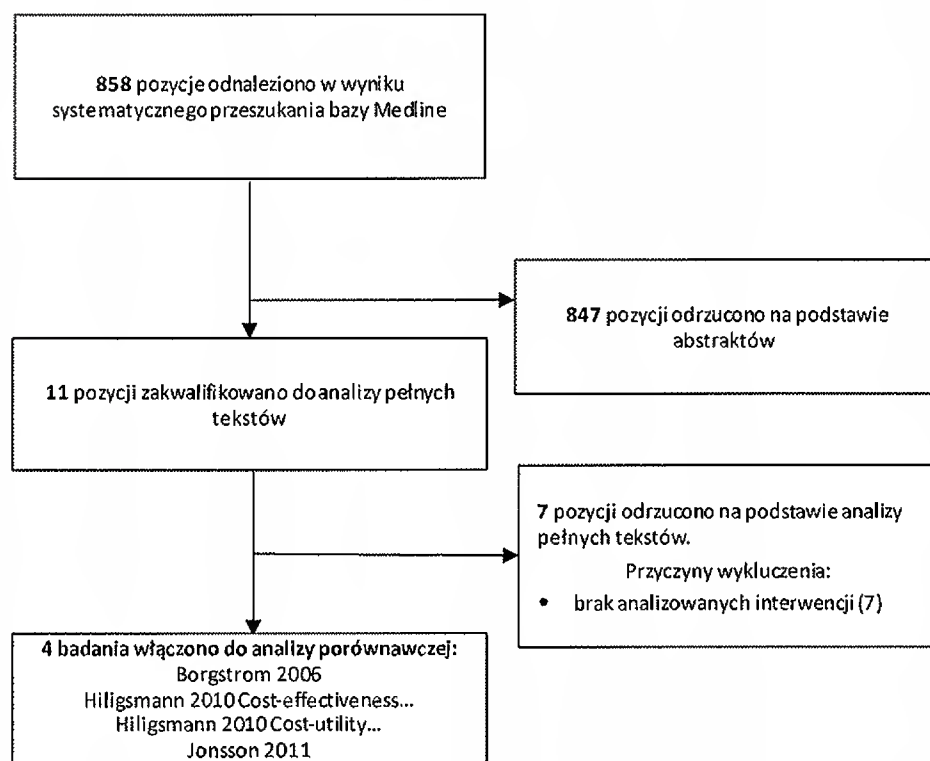 858 pozycje odnaleziono w wyniku
systematycznego przeszukania bazy Medline
847 pozycji odrzucono na podstawie
abstraktów
11 pozycji zakwalifikowano do analizy pełnych
tekstów
7 pozycji odrzucono na podstawie analizy
pełnych tekstów.
Przyczyny wykluczenia:
• brak analizowanych interwencji (7)
4 badania włączono do analizy porównawczej:
Borgstrom 2006
Hiligsmann 2010 Cost-effectiveness...
Hiligsmann 2010 Cost-utility...
Jonsson 2011